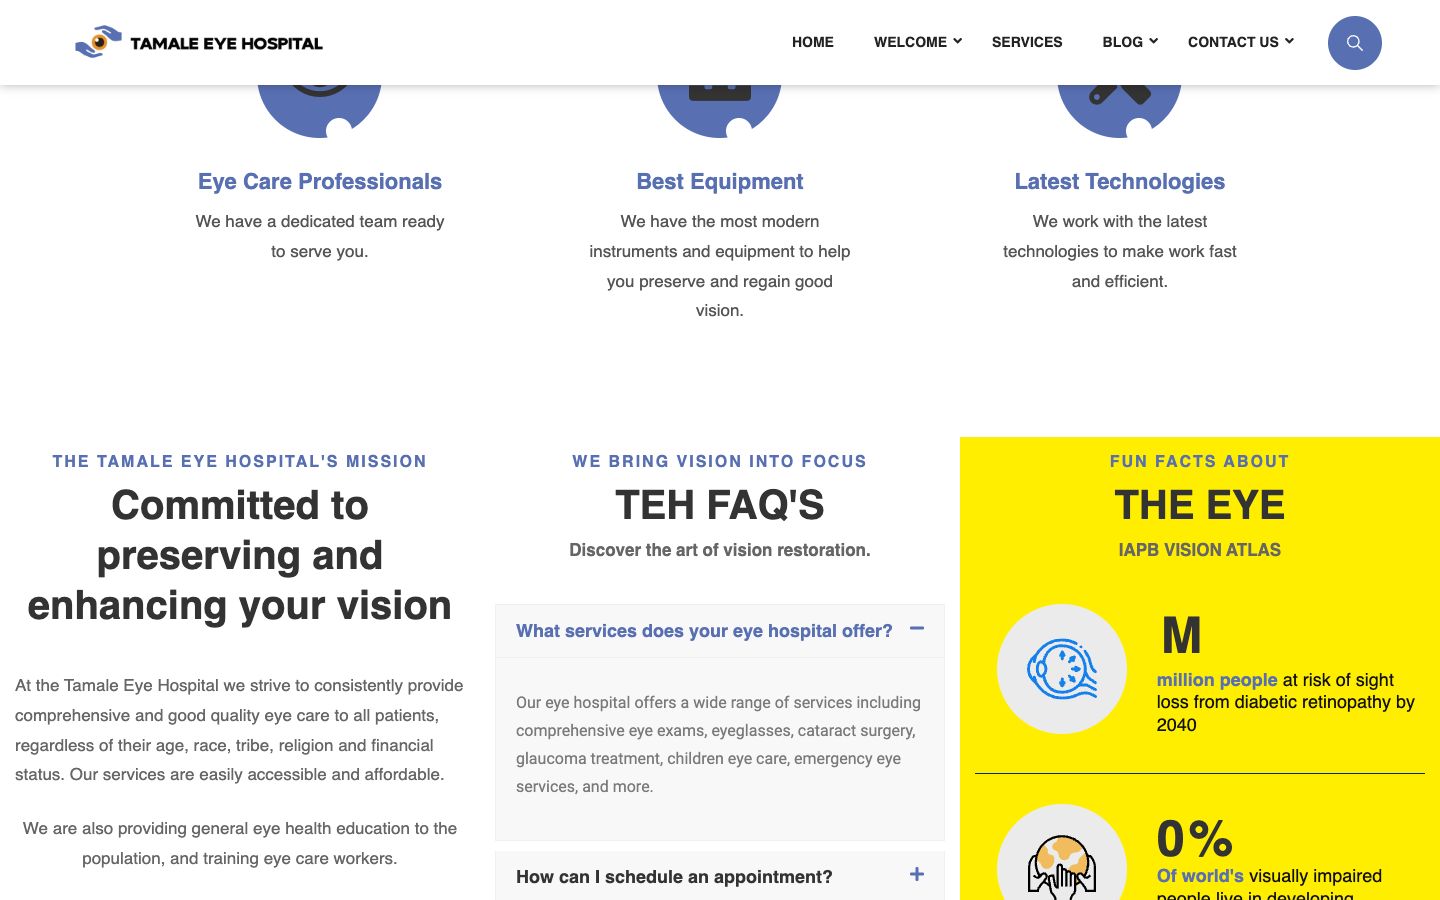 TAMALE EYE HOSPITAL
HOME
WELCOME
SERVICES
BLOG
CONTACT US
Eye Care Professionals
We have a dedicated team ready
to serve you.
Best Equipment
We have the most modern
instruments and equipment to help
you preserve and regain good
vision.
Latest Technologies
We work with the latest
technologies to make work fast
and efficient.
THE TAMALE EYE HOSPITAL'S MISSION
Committed to
preserving and
enhancing your vision
At the Tamale Eye Hospital we strive to consistently provide
comprehensive and good quality eye care to all patients,
regardless of their age, race, tribe, religion and financial
status. Our services are easily accessible and affordable.
We are also providing general eye health education to the
population, and training eye care workers.
WE BRING VISION INTO FOCUS
TEH FAQ'S
Discover the art of vision restoration.
What services does your eye hospital offer?
Our eye hospital offers a wide range of services including
comprehensive eye exams, eyeglasses, cataract surgery,
glaucoma treatment, children eye care, emergency eye
services, and more.
How can I schedule an appointment?
FUN FACTS ABOUT
THE EYE
IAPB VISION ATLAS
M
million people at risk of sight
loss from diabetic retinopathy by
2040
0%
Of world's visually impaired
people live in developing